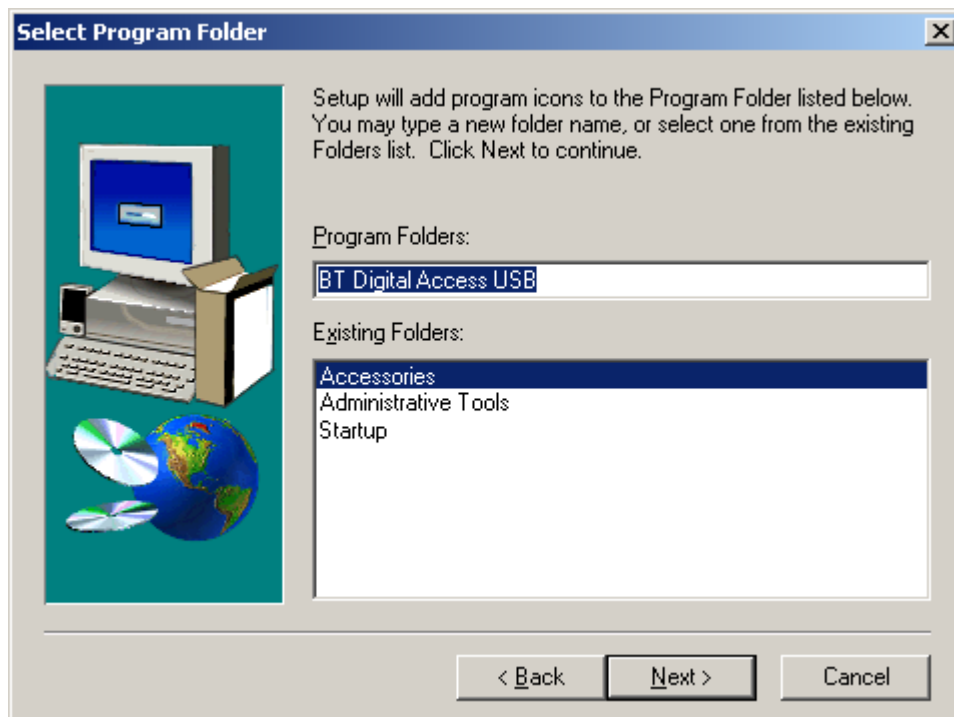 Select Program Folder
Setup will add program icons to the Program Folder listed below.
You may type a new folder name, or select one from the existing
Folders list.  Click Next to continue.
Program Folders:
BT Digital Access USB
Existing Folders:
Accessories
Administrative Tools
Startup
< Back
Next >
Cancel